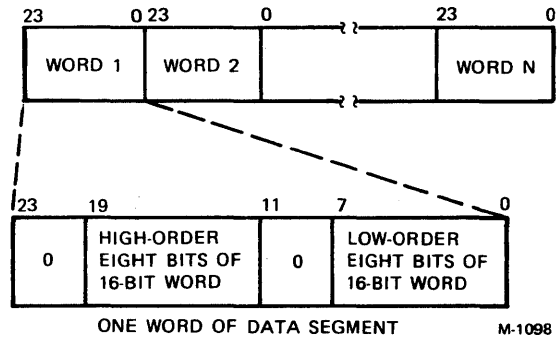 23 0 23 0 23 0
WORD 1 WORD 2 WORD N
23 19 11 7 0
0 HIGH-ORDER 0 LOW-ORDER
EIGHT BITS OF EIGHT BITS OF
16-BIT WORD 16-BIT WORD
ONE WORD OF DATA SEGMENT M-1098